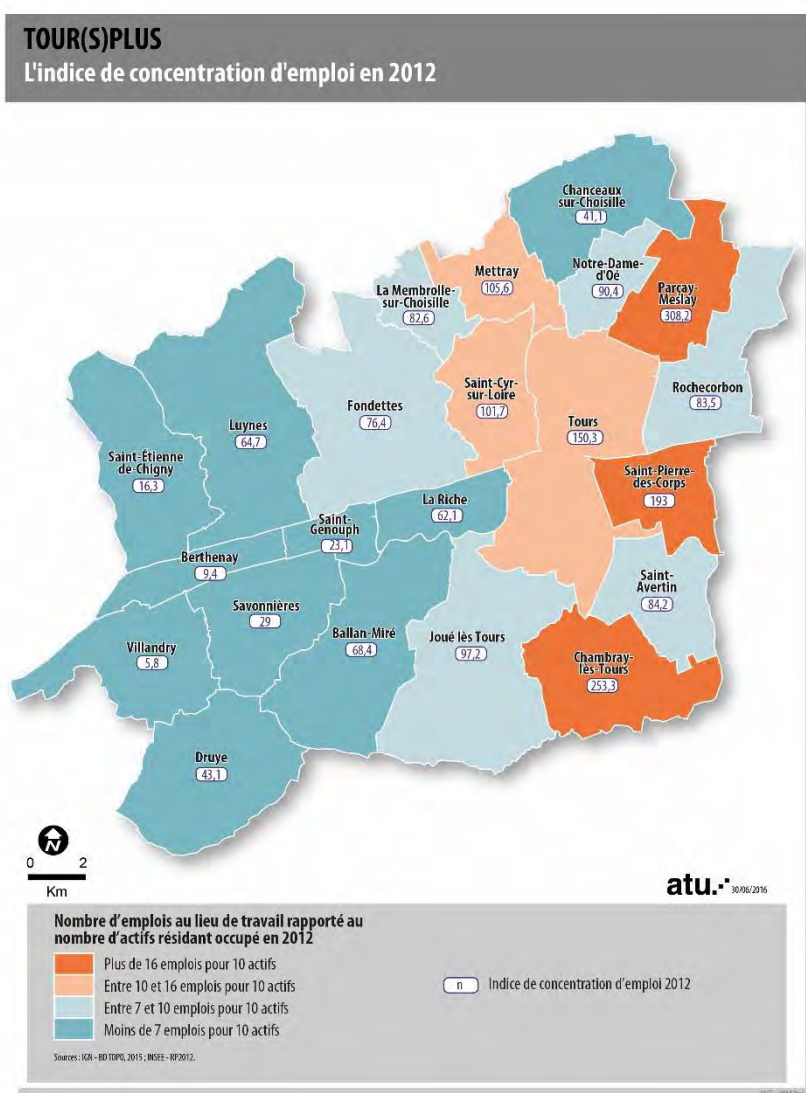 TOUR(S)PLUS
L'indice de concentration d'emploi en 2012
Chanceaux
sur-Choisille
41,1
Notre-Dame-
d'Oé
90,4
Parçay-
Meslay
308,2
Mettray
105,6
La Membrolle-
sur-Choisille
82,6
Rochecorbon
83,5
Saint-Cyr-
sur-Loire
101,7
Tours
150,3
Fondettes
76,4
Luynes
64,7
Saint-Étienne
de-Chigny
16,3
Saint-Pierre-
des-Corps
193
La Riche
62,1
Saint-
Genouph
23,1
Berthenay
9,4
Saint-
Avertin
84,2
Savonnières
29
Ballan-Miré
68,4
Joué lès Tours
97,2
Villandry
5,8
Chambray-
lès-Tours
253,3
Druye
43,1
N
0 2
Km
atu. 30/06/2016
Nombre d'emplois au lieu de travail rapporté au
nombre d'actifs résidant occupé en 2012
Plus de 16 emplois pour 10 actifs
Entre 10 et 16 emplois pour 10 actifs
Entre 7 et 10 emplois pour 10 actifs
Moins de 7 emplois pour 10 actifs
n Indice de concentration d'emploi 2012
Sources : IGN - BD TOPO, 2015 ; INSEE - RP2012.